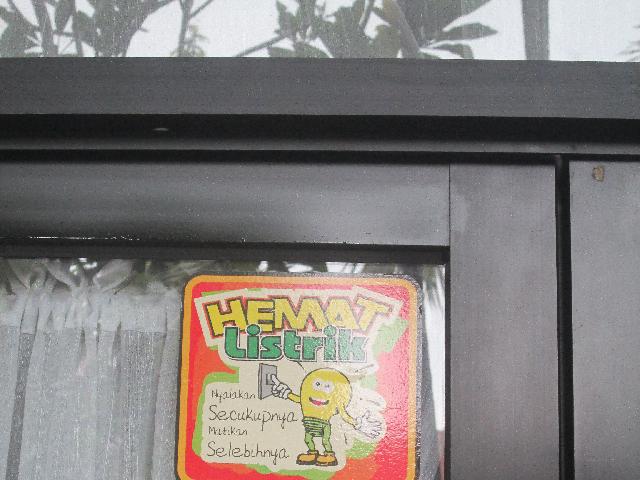 HEMAT
Listrik
Nyalakan
Secukupnya
Matikan
Selebihnya